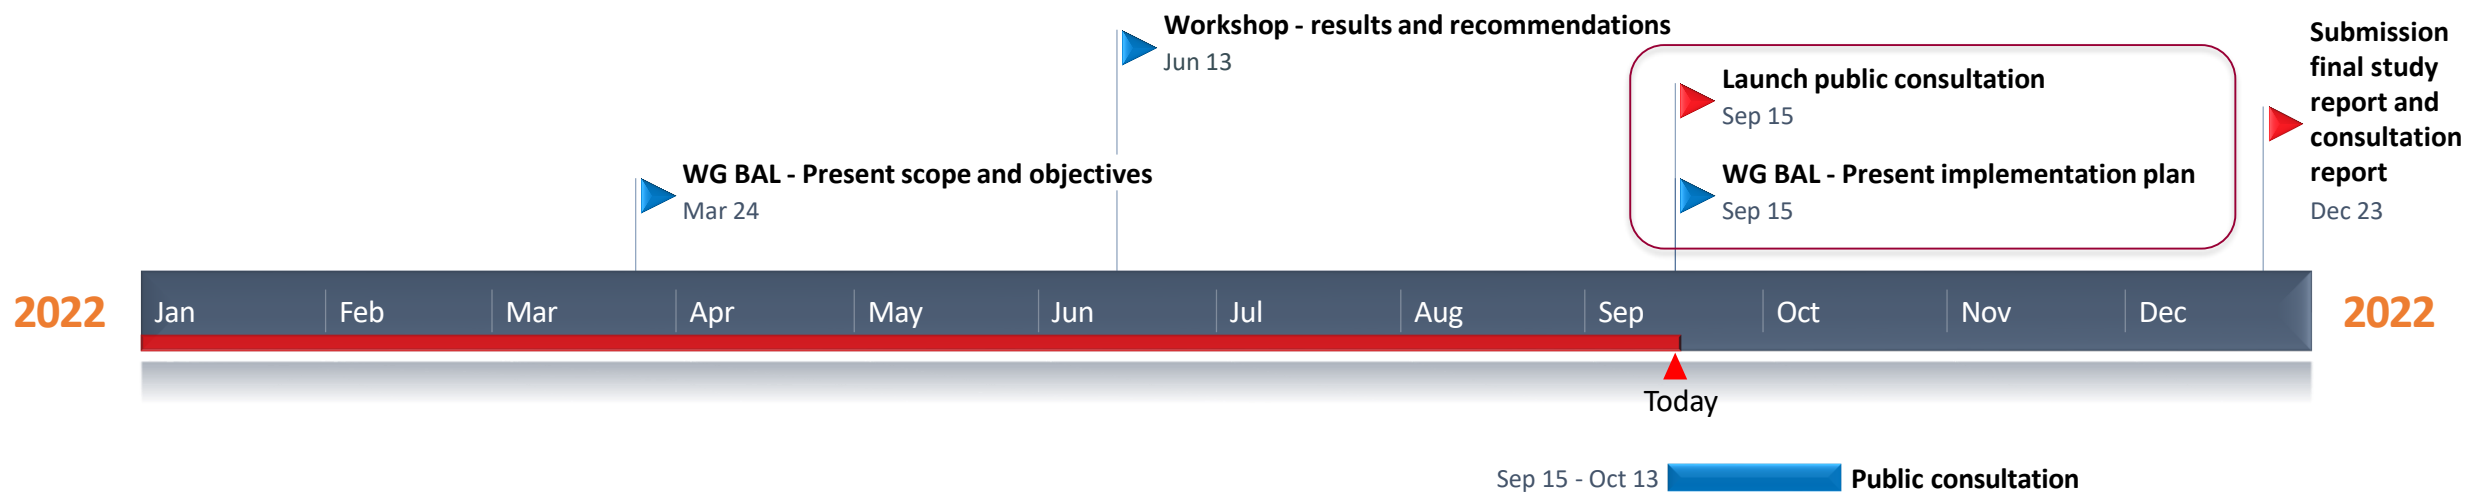 Workshop - results and recommendations
Jun 13
Submission
final study
report and
consultation
report
Dec 23
Launch public consultation
Sep 15
WG BAL - Present scope and objectives
Mar 24
WG BAL - Present implementation plan
Sep 15
2022 Jan Feb Mar Apr May Jun Jul Aug Sep Oct Nov Dec 2022
Today
Sep 15 - Oct 13 Public consultation